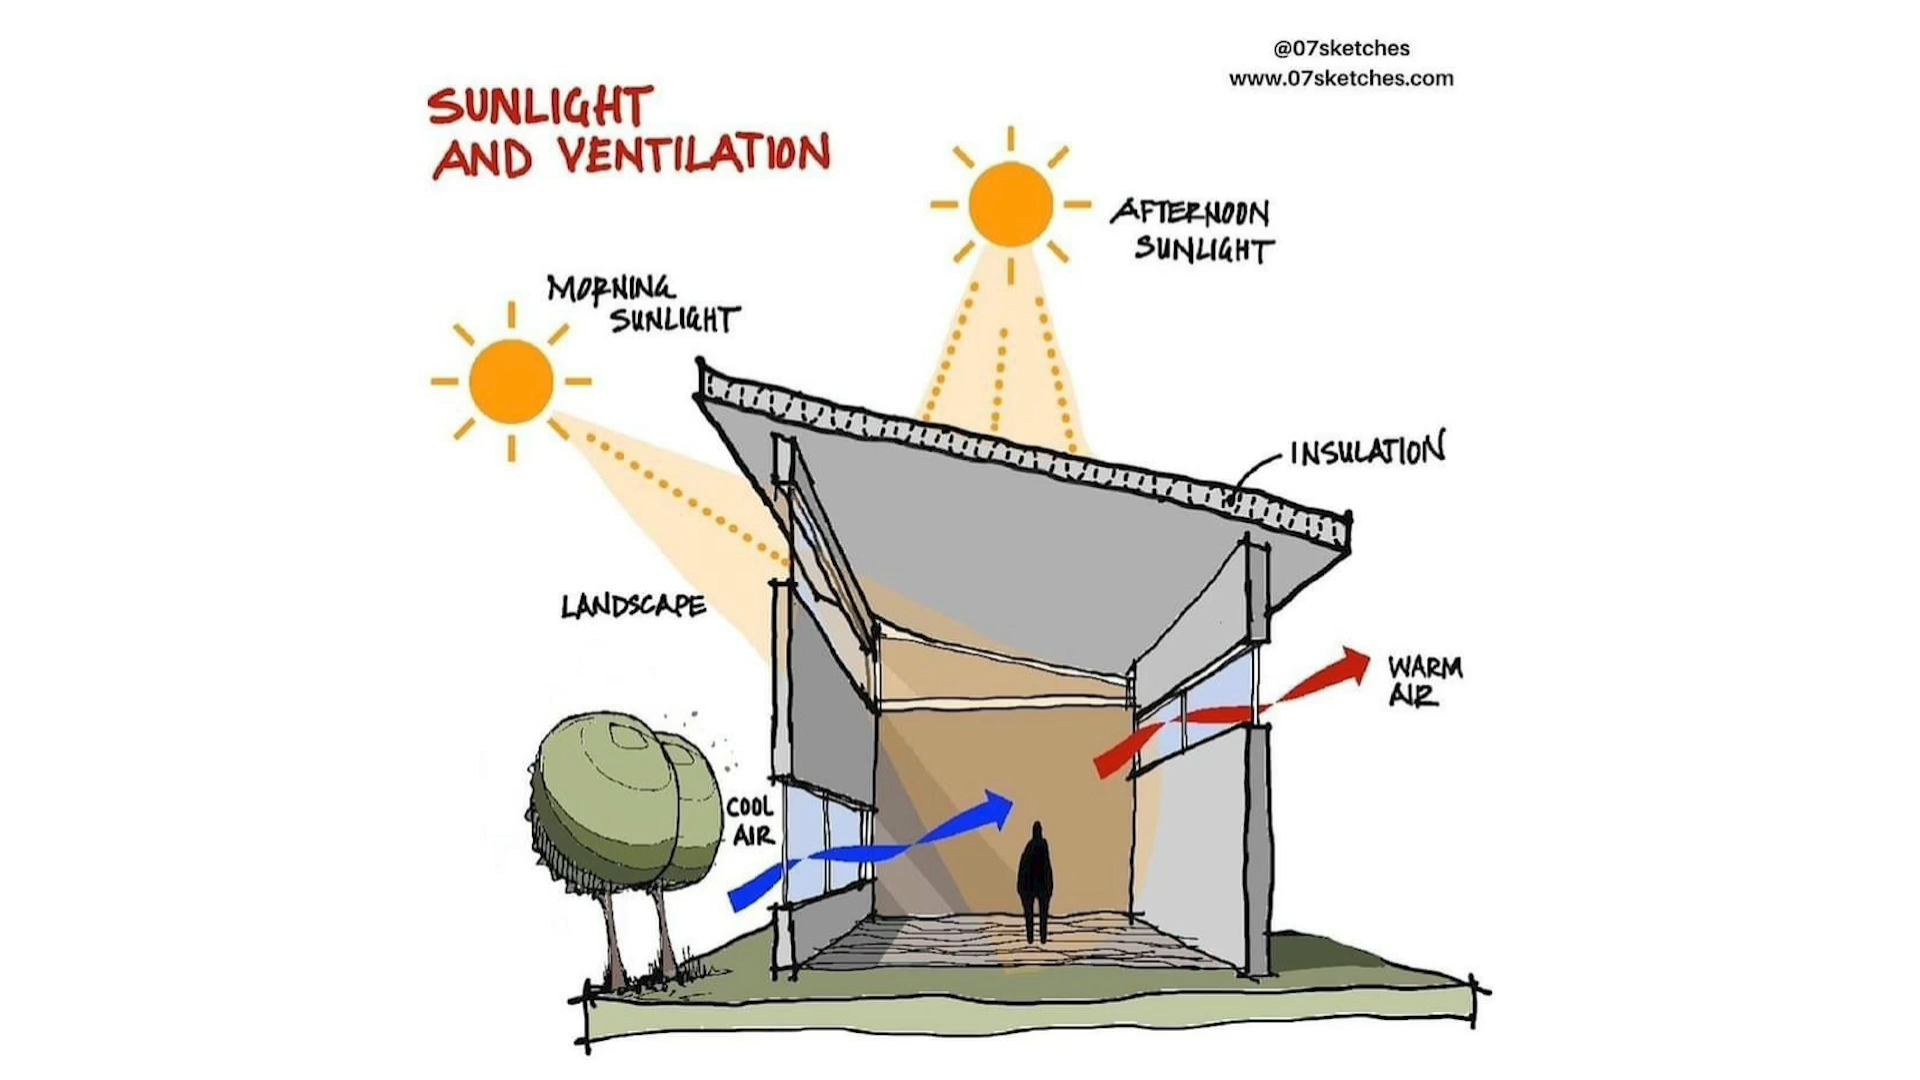 @07sketches
www.07sketches.com
SUNLIGHT
AND VENTILATION
AFTERNOON
SUNLIGHT
MORNING
SUNLIGHT
INSULATION
LANDSCAPE
WARM
AIR
COOL
AIR